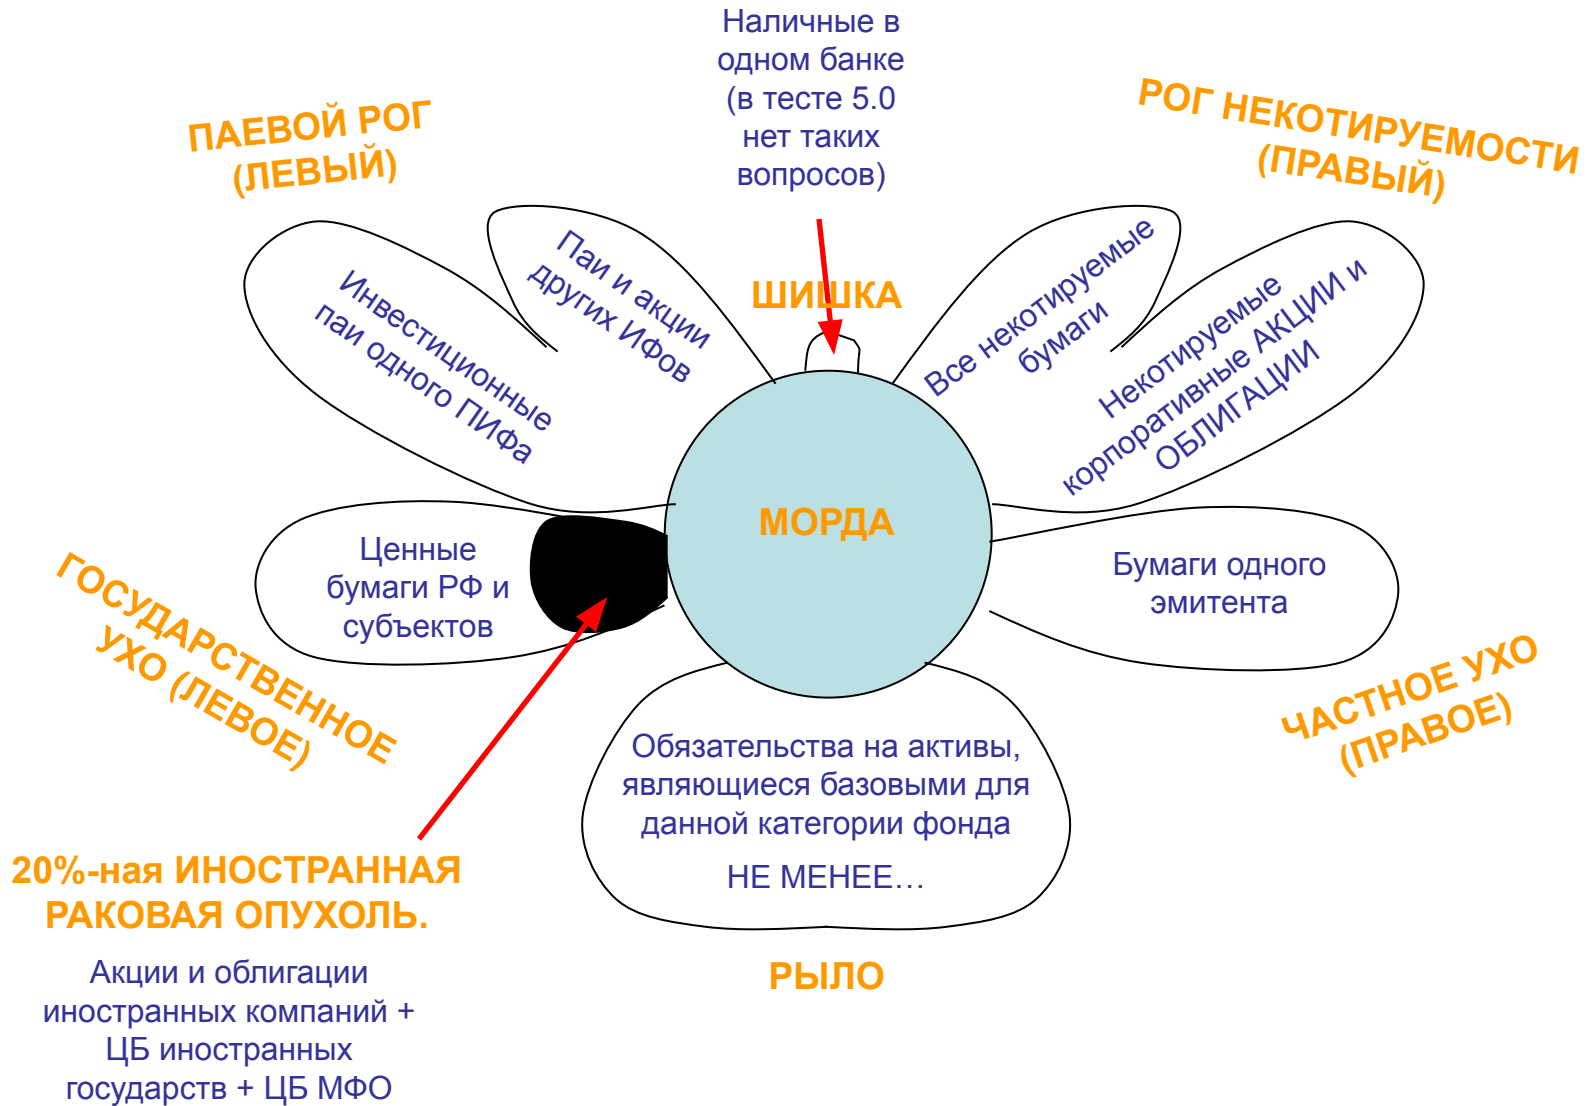 Наличные в
одном банке
(в тесте 5.0
нет таких
вопросов)
ПАЕВОЙ РОГ
(ЛЕВЫЙ)
РОГ НЕКОТИРУЕМОСТИ
(ПРАВЫЙ)
Инвестиционные
паи одного ПИФа
Паи и акции
других ИФов
ШИШКА
Все некотируемые
бумаги
Некотируемые
корпоративные АКЦИИ и
ОБЛИГАЦИИ
МОРДА
ГОСУДАРСТВЕННОЕ
УХО (ЛЕВОЕ)
Ценные
бумаги РФ и
субъектов
Бумаги одного
эмитента
ЧАСТНОЕ УХО
(ПРАВОЕ)
Обязательства на активы,
являющиеся базовыми для
данной категории фонда
НЕ МЕНЕЕ…
РЫЛО
20%-ная ИНОСТРАННАЯ
РАКОВАЯ ОПУХОЛЬ.
Акции и облигации
иностранных компаний +
ЦБ иностранных
государств + ЦБ МФО